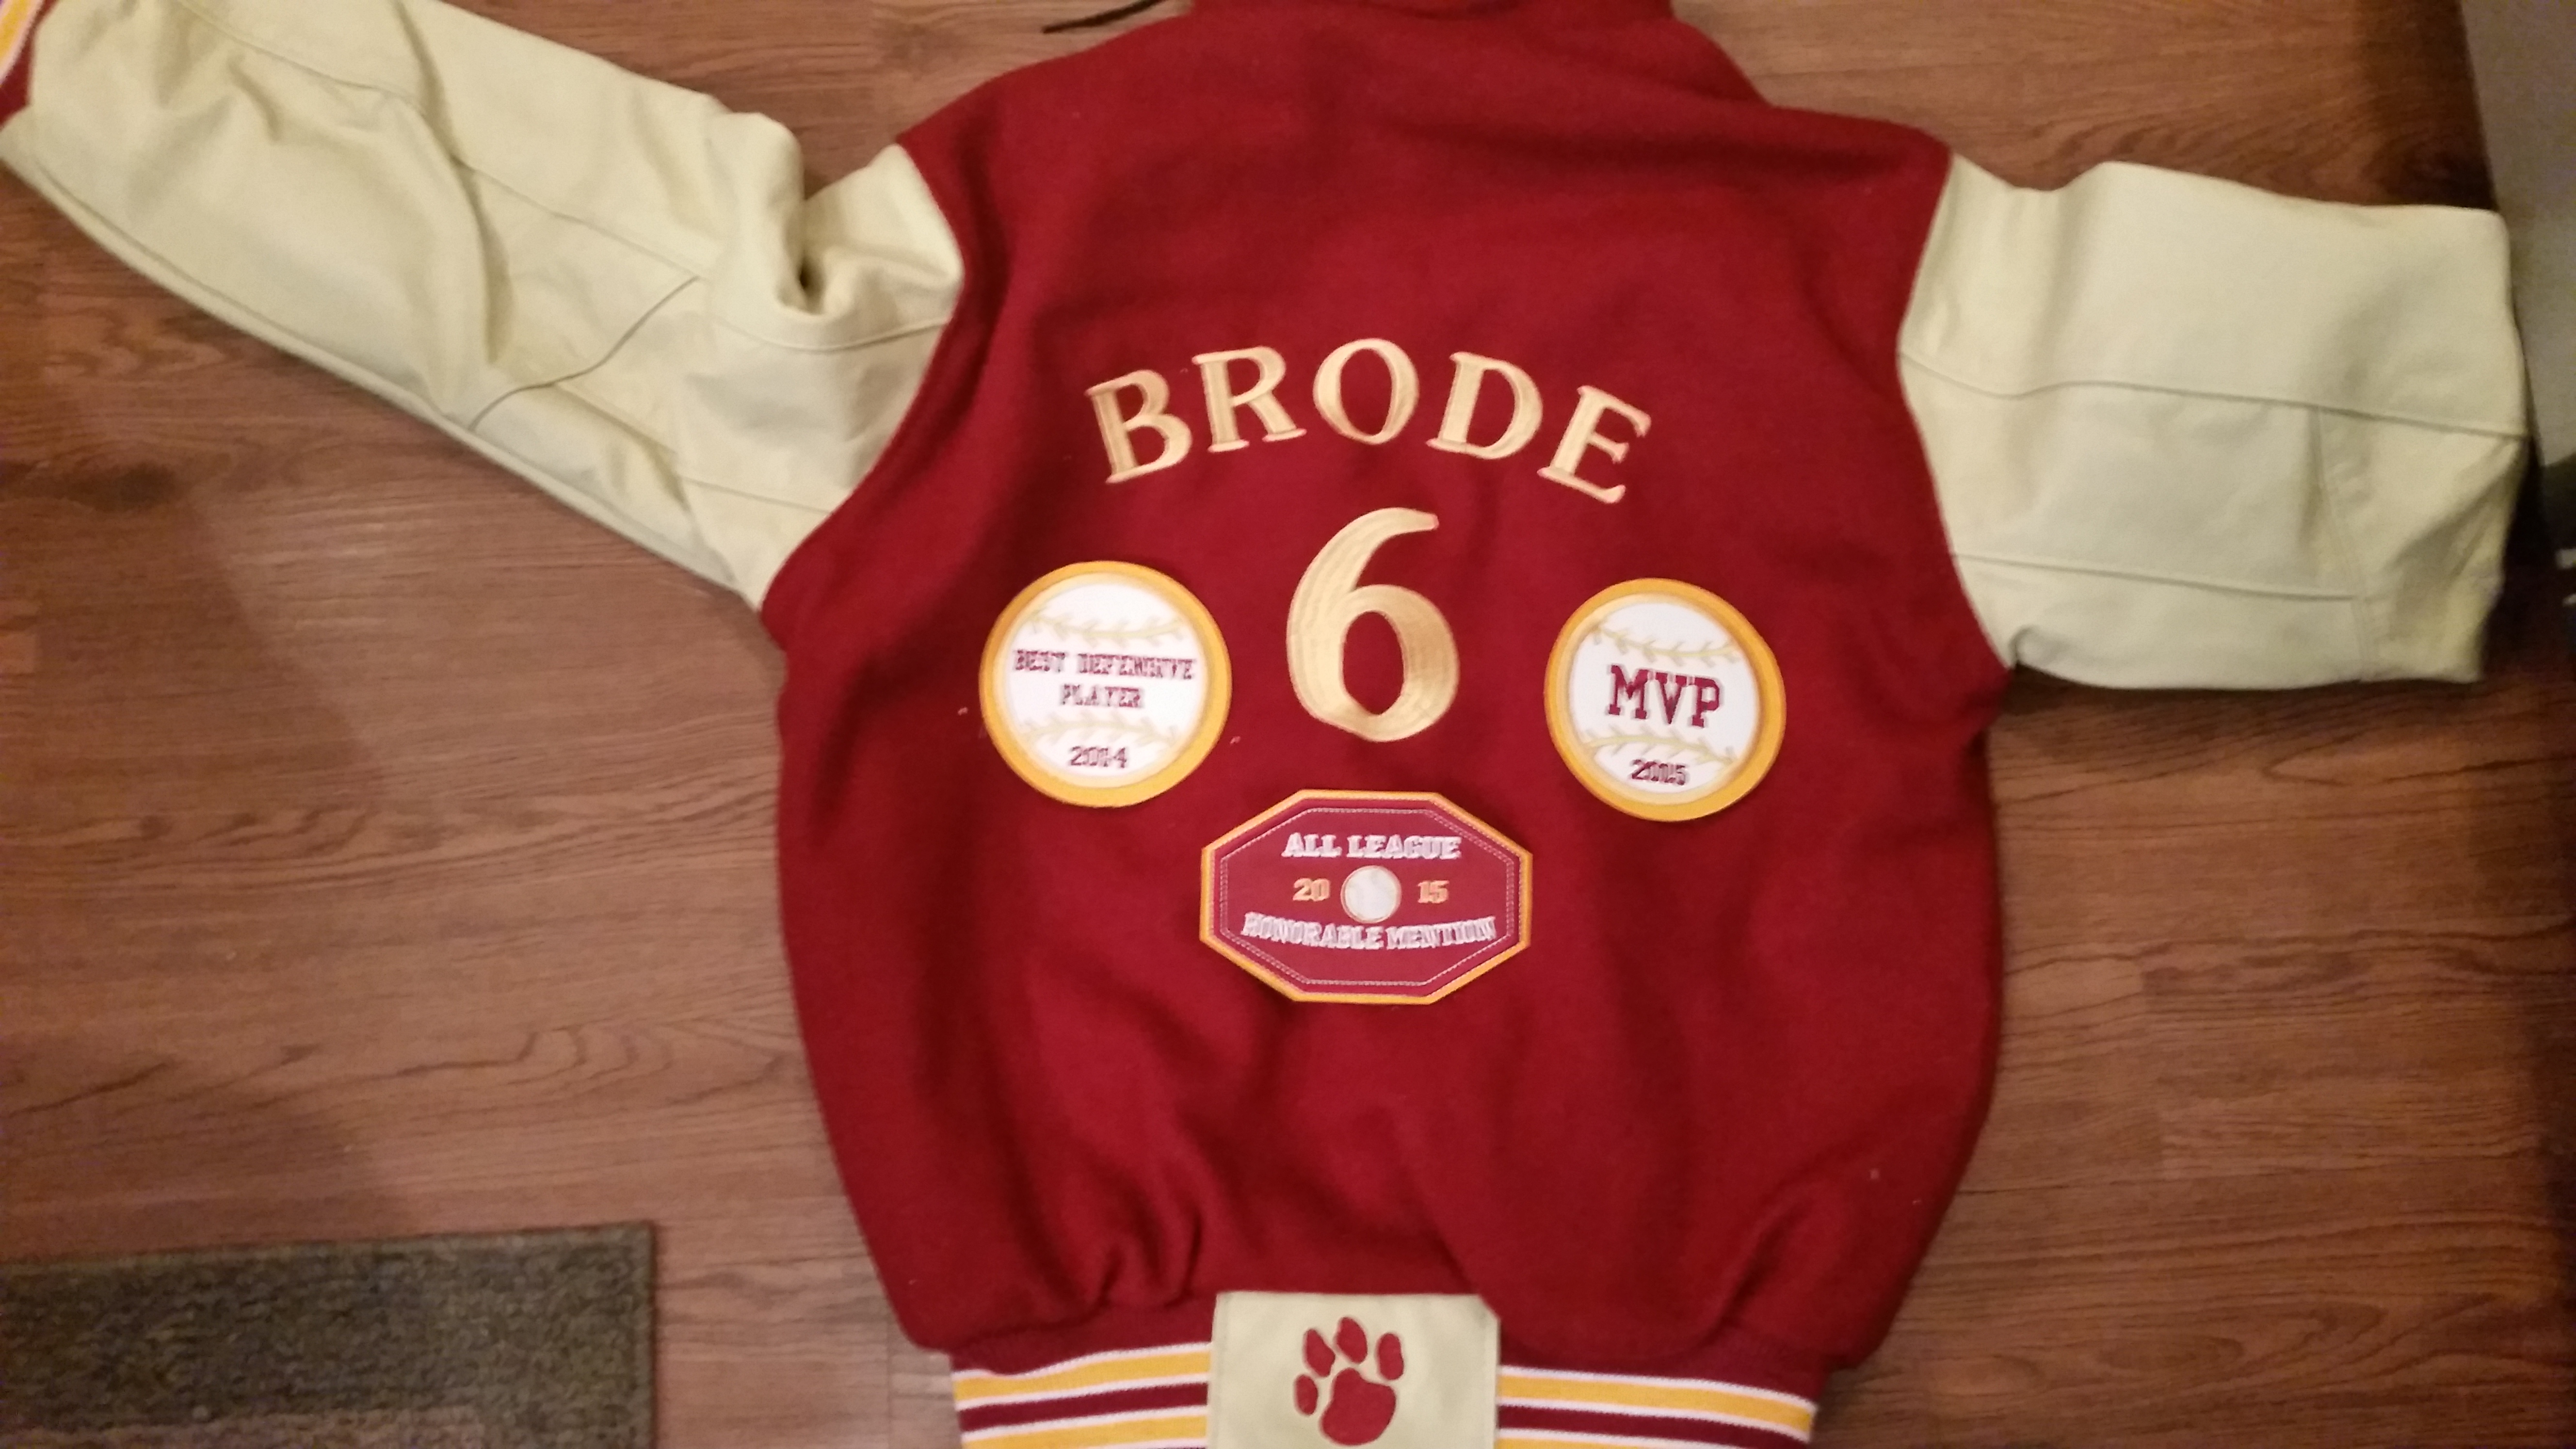 BRODE
6
BEST DEFENSIVE
PLAYER
2014
MVP
2015
ALL LEAGUE
20 15
HONORABLE MENTION